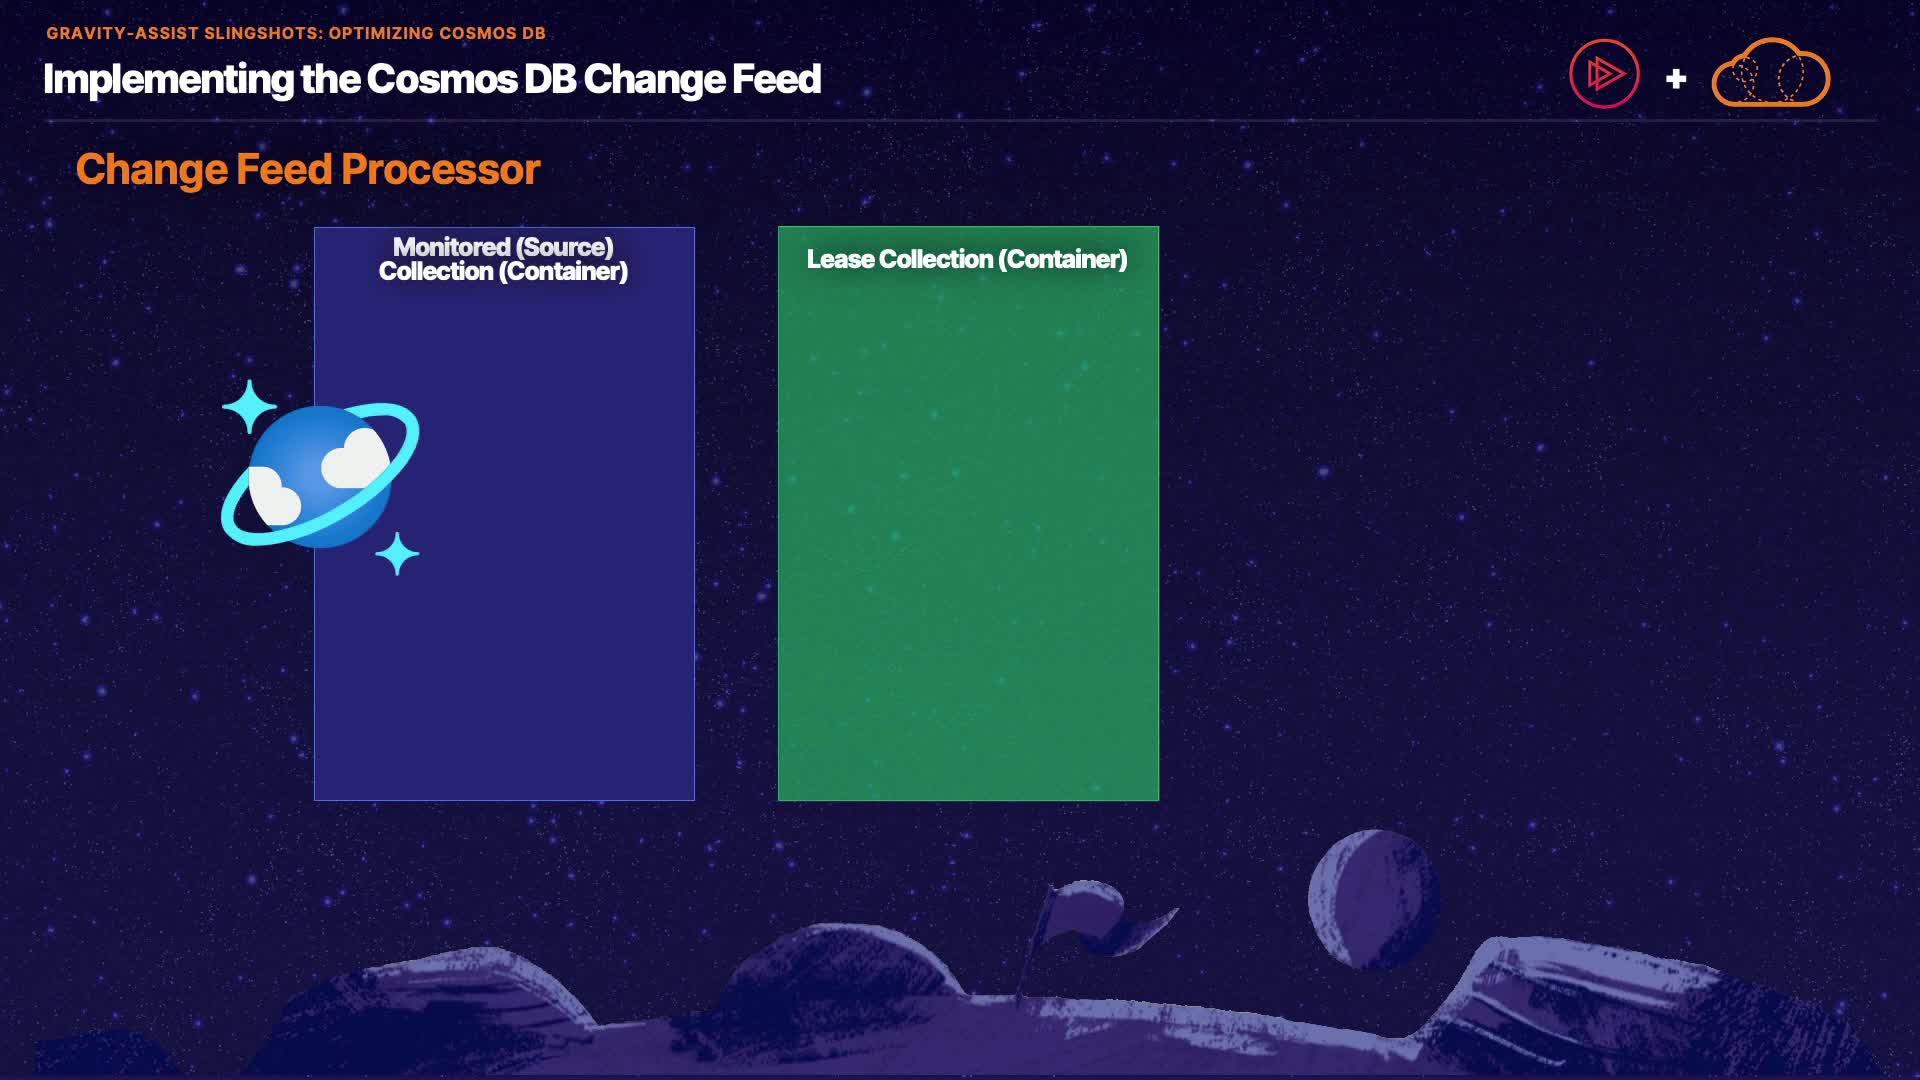 GRAVITY-ASSIST SLINGSHOTS: OPTIMIZING COSMOS DB
Implementing the Cosmos DB Change Feed
Change Feed Processor
Monitored (Source)
Collection (Container)
Lease Collection (Container)